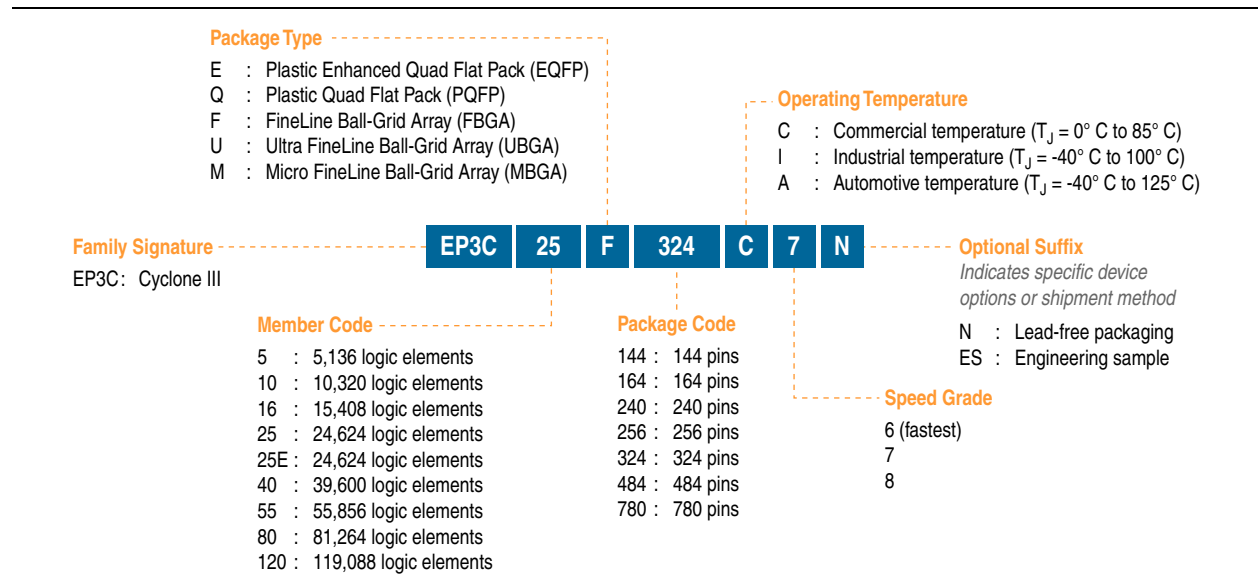 Package Type
E : Plastic Enhanced Quad Flat Pack (EQFP)
Q : Plastic Quad Flat Pack (PQFP)
F : FineLine Ball-Grid Array (FBGA)
U : Ultra FineLine Ball-Grid Array (UBGA)
M : Micro FineLine Ball-Grid Array (MBGA)
Operating Temperature
C : Commercial temperature (TJ = 0° C to 85° C)
I : Industrial temperature (TJ = -40° C to 100° C)
A : Automotive temperature (TJ = -40° C to 125° C)
Family Signature
EP3C : Cyclone III
EP3C 25 F 324 C 7 N
Optional Suffix
Indicates specific device
options or shipment method
N : Lead-free packaging
ES : Engineering sample
Member Code
5 : 5,136 logic elements
10 : 10,320 logic elements
16 : 15,408 logic elements
25 : 24,624 logic elements
25E : 24,624 logic elements
40 : 39,600 logic elements
55 : 55,856 logic elements
80 : 81,264 logic elements
120 : 119,088 logic elements
Package Code
144 : 144 pins
164 : 164 pins
240 : 240 pins
256 : 256 pins
324 : 324 pins
484 : 484 pins
780 : 780 pins
Speed Grade
6 (fastest)
7
8